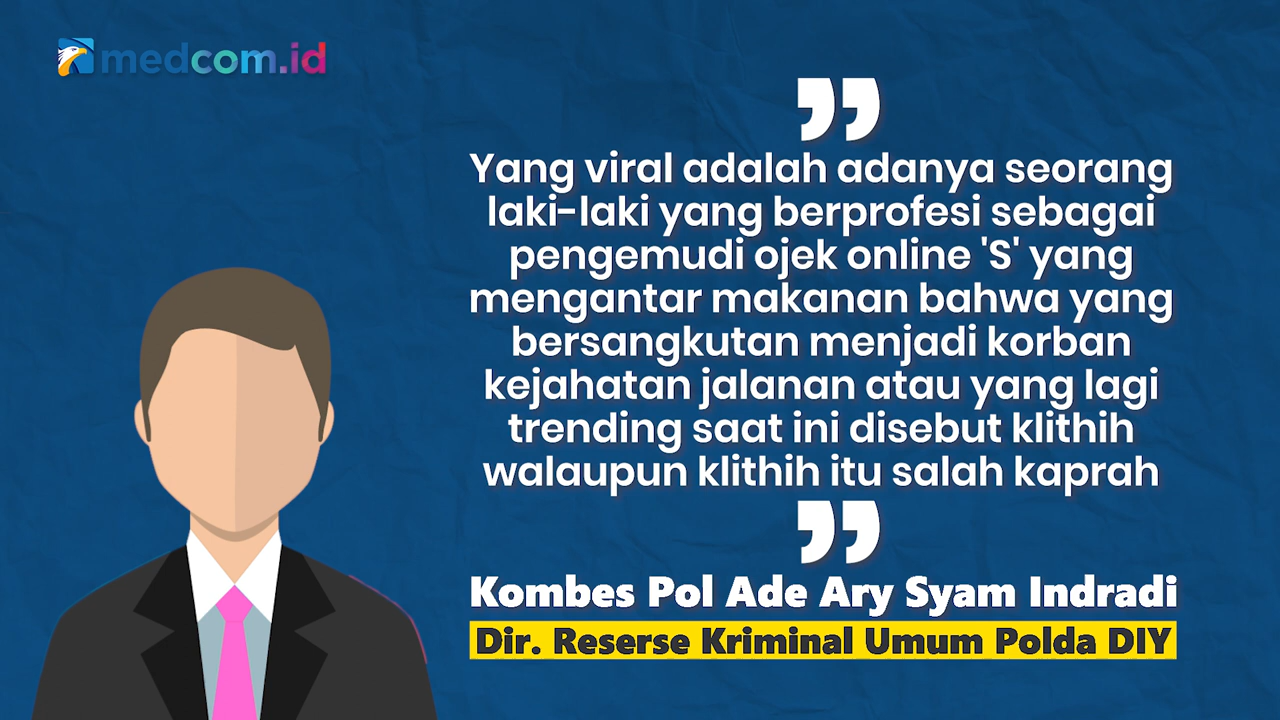 medcom.id
"
Yang viral adalah adanya seorang
laki-laki yang berprofesi sebagai
pengemudi ojek online 'S' yang
mengantar makanan bahwa yang
bersangkutan menjadi korban
kejahatan jalanan atau yang lagi
trending saat ini disebut klithih
walaupun klithih itu salah kaprah
"
Kombes Pol Ade Ary Syam Indradi
Dir. Reserse Kriminal Umum Polda DIY